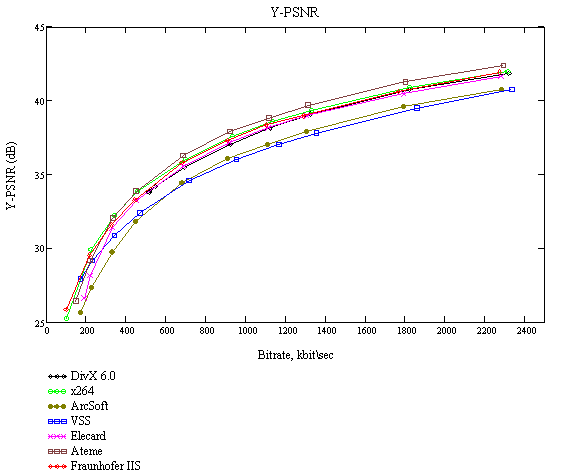 Y-PSNR
45
40
35
30
25
Y-PSNR, (dB)
0 200 400 600 800 1000 1200 1400 1600 1800 2000 2200 2400
Bitrate, kbit\sec
DivX 6.0
x264
ArcSoft
VSS
Elecard
Ateme
Fraunhofer IIS